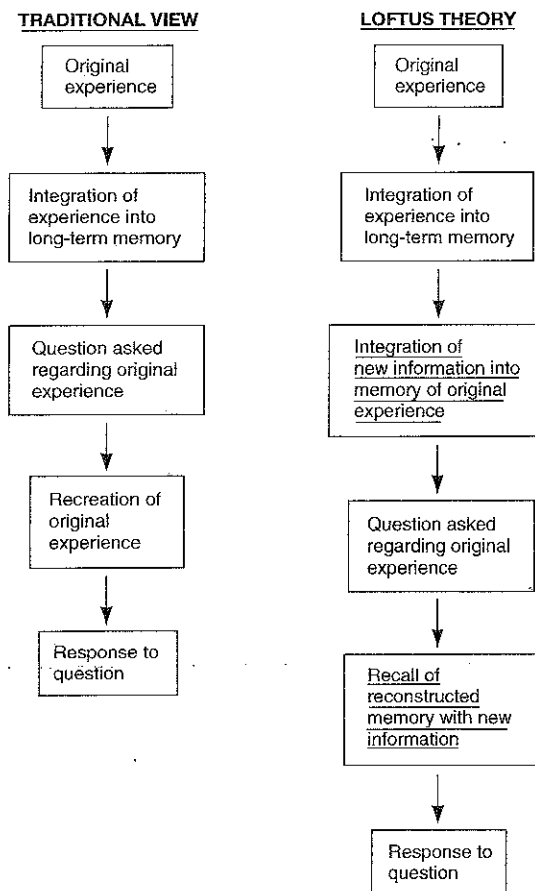 TRADITIONAL VIEW
Original
experience
Integration of
experience into
long-term memory
Question asked
regarding original
experience
Recreation of
original
experience
Response to
question
LOFTUS THEORY
Original
experience
Integration of
experience into
long-term memory
Integration of
new information into
memory of original
experience
Question asked
regarding original
experience
Recall of
reconstructed
memory with new
information
Response to
question